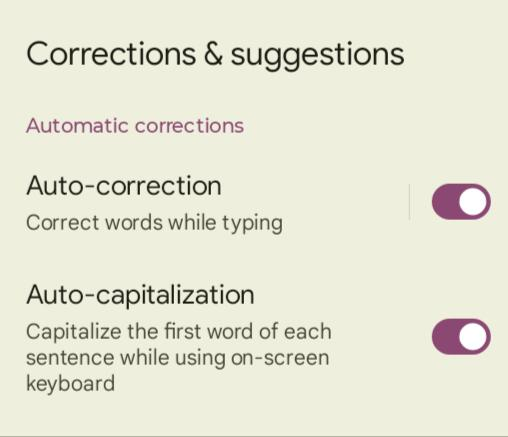 Corrections & suggestions
Automatic corrections
Auto-correction
Correct words while typing
Auto-capitalization
Capitalize the first word of each
sentence while using on-screen
keyboard